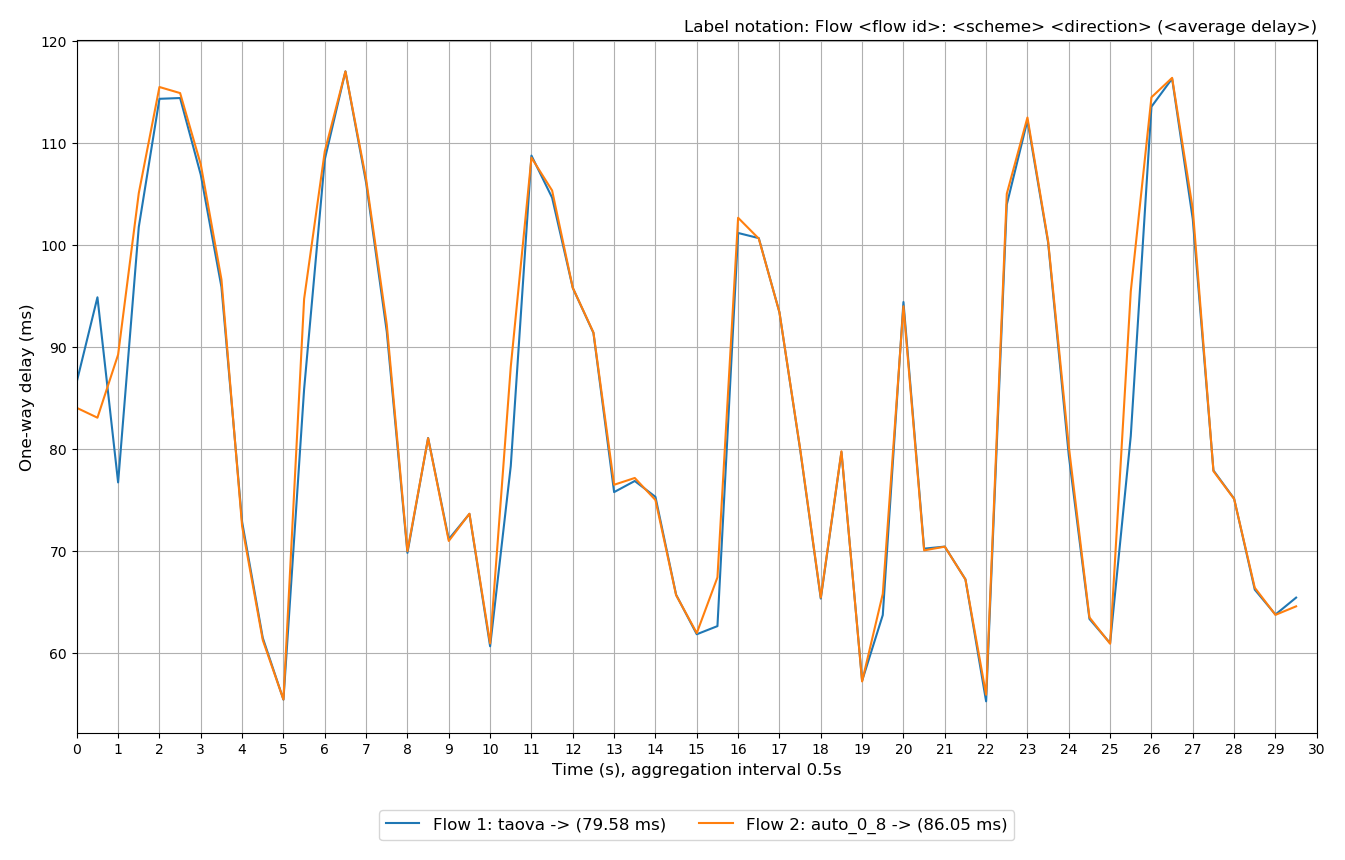 Label notation: Flow <flow id>: <scheme> <direction> (<average delay>)
120
110
100
90
80
70
60
One-way delay (ms)
0 1 2 3 4 5 6 7 8 9 10 11 12 13 14 15 16 17 18 19 20 21 22 23 24 25 26 27 28 29 30
Time (s), aggregation interval 0.5s
Flow 1: taova -> (79.58 ms) Flow 2: auto_0_8 -> (86.05 ms)